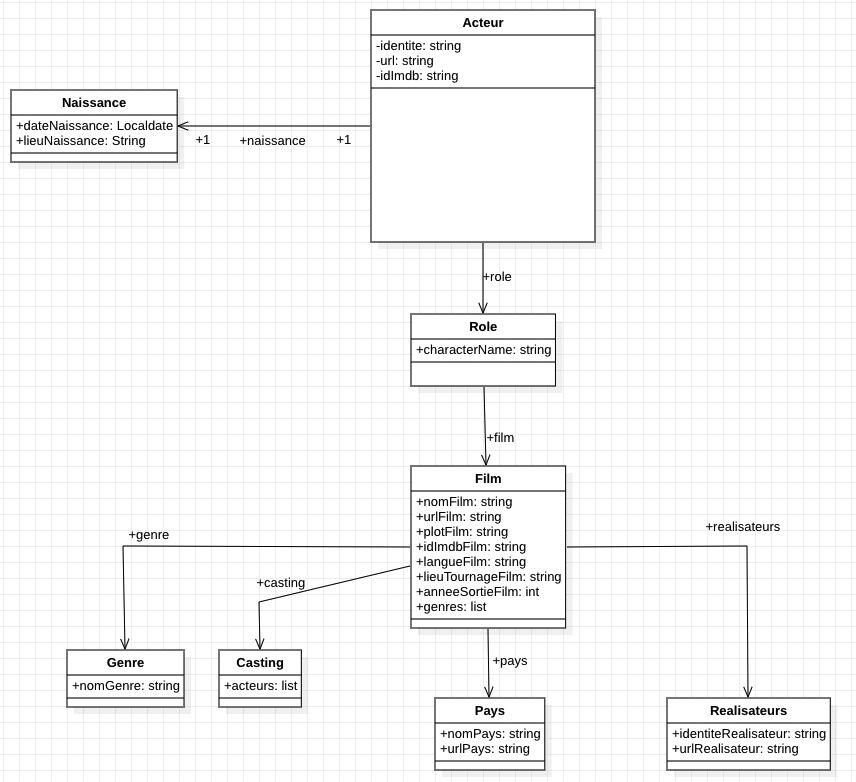 Acteur
-identite: string
-url: string
-idImdb: string
Naissance
+dateNaissance: Localdate
+lieuNaissance: String
+1
+naissance
+1
+role
Role
+characterName: string
+film
Film
+nomFilm: string
+urlFilm: string
+plotFilm: string
+idImdbFilm: string
+langueFilm: string
+lieuTournageFilm: string
+anneeSortieFilm: int
+genres: list
+genre
+casting
+realisateurs
+pays
Genre
+nomGenre: string
Casting
+acteurs: list
Pays
+nomPays: string
+urlPays: string
Realisateurs
+identiteRealisateur: string
+urlRealisateur: string